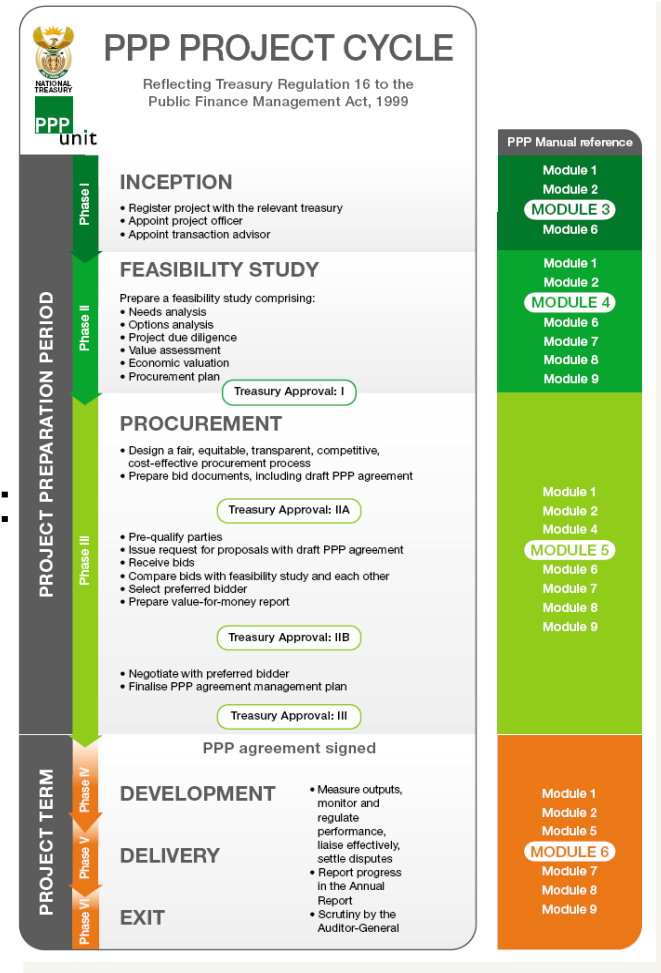 PPP PROJECT CYCLE
Reflecting Treasury Regulation 16 to the
Public Finance Management Act, 1999
NATIONAL
TREASURY
PPP
unit
PPP Manual reference
PROJECT PREPARATION PERIOD
Phase I
INCEPTION
• Register project with the relevant treasury
• Appoint project officer
• Appoint transaction advisor
Module 1
Module 2
MODULE 3
Module 6
Phase II
FEASIBILITY STUDY
Prepare a feasibility study comprising:
• Needs analysis
• Options analysis
• Project due diligence
• Value assessment
• Economic valuation
• Procurement plan
Treasury Approval: I
Module 1
Module 2
MODULE 4
Module 6
Module 7
Module 8
Module 9
Phase III
PROCUREMENT
• Design a fair, equitable, transparent, competitive,
cost-effective procurement process
• Prepare bid documents, including draft PPP agreement
Treasury Approval: IIA
• Pre-qualify parties
• Issue request for proposals with draft PPP agreement
• Receive bids
• Compare bids with feasibility study and each other
• Select preferred bidder
• Prepare value-for-money report
Treasury Approval: IIB
• Negotiate with preferred bidder
• Finalise PPP agreement management plan
Treasury Approval: III
Module 1
Module 2
Module 4
MODULE 5
Module 6
Module 7
Module 8
Module 9
PROJECT TERM
PPP agreement signed
Phase IV
DEVELOPMENT
Phase V
DELIVERY
Phase VI
EXIT
• Measure outputs,
monitor and
regulate
performance,
liaise effectively,
settle disputes
• Report progress
in the Annual
Report
• Scrutiny by the
Auditor-General
Module 1
Module 2
Module 5
MODULE 6
Module 7
Module 8
Module 9